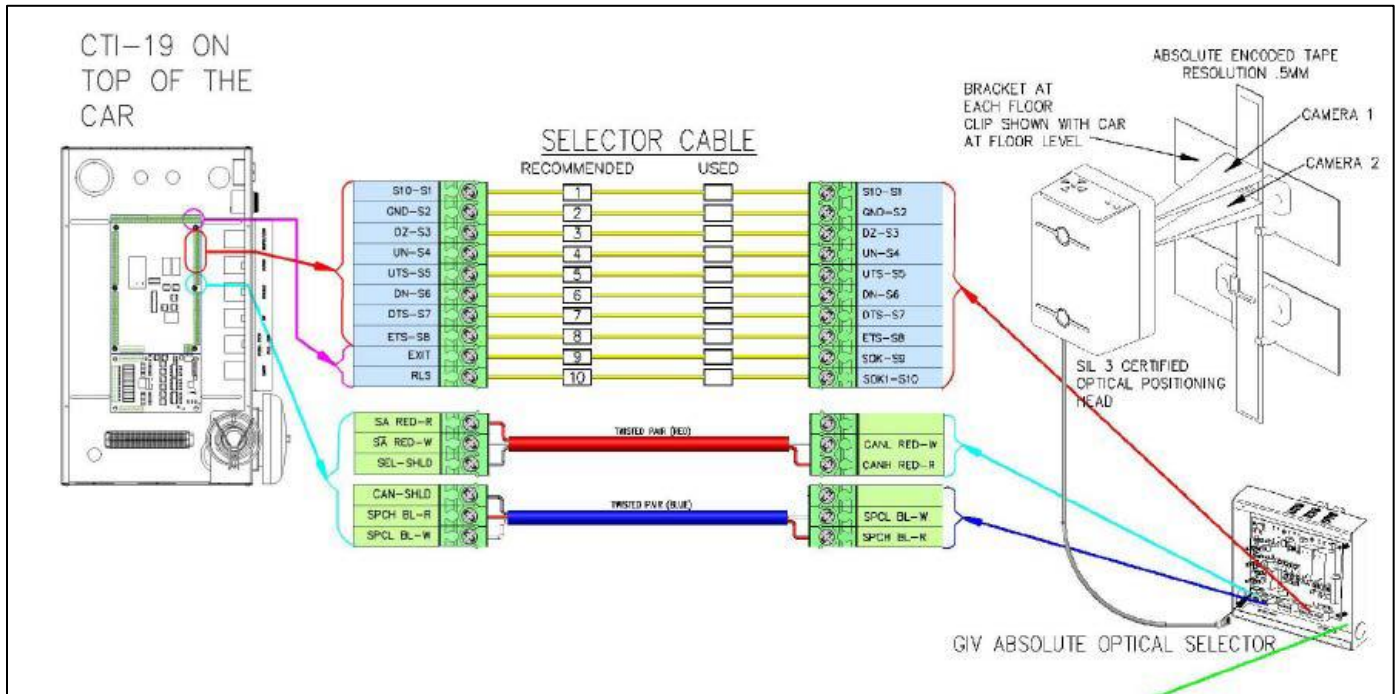 CTI-19 ON
TOP OF THE
CAR
SELECTOR CABLE
RECOMMENDED
USED
S10-S1
1
S10-S1
GND-S2
2
GND-S2
DZ-S3
3
DZ-S3
UN-S4
4
UN-S4
UTS-S5
5
UTS-S5
DN-S6
6
DN-S6
DTS-S7
7
DTS-S7
ETS-S8
8
ETS-S8
EXIT
9
SOK-S9
RLS
10
SOK1-S10
SA RED-R
S̅A̅ RED-W
SEL-SHLD
TWISTED PAIR (RED)
CANL RED-W
CANH RED-R
CAN-SHLD
SPCH BL-R
SPCL BL-W
TWISTED PAIR (BLUE)
SPCL BL-W
SPCH BL-R
ABSOLUTE ENCODED TAPE
RESOLUTION .5MM
BRACKET AT
EACH FLOOR
CLIP SHOWN WITH CAR
AT FLOOR LEVEL
CAMERA 1
CAMERA 2
SIL 3 CERTIFIED
OPTICAL POSITIONING
HEAD
GIV ABSOLUTE OPTICAL SELECTOR